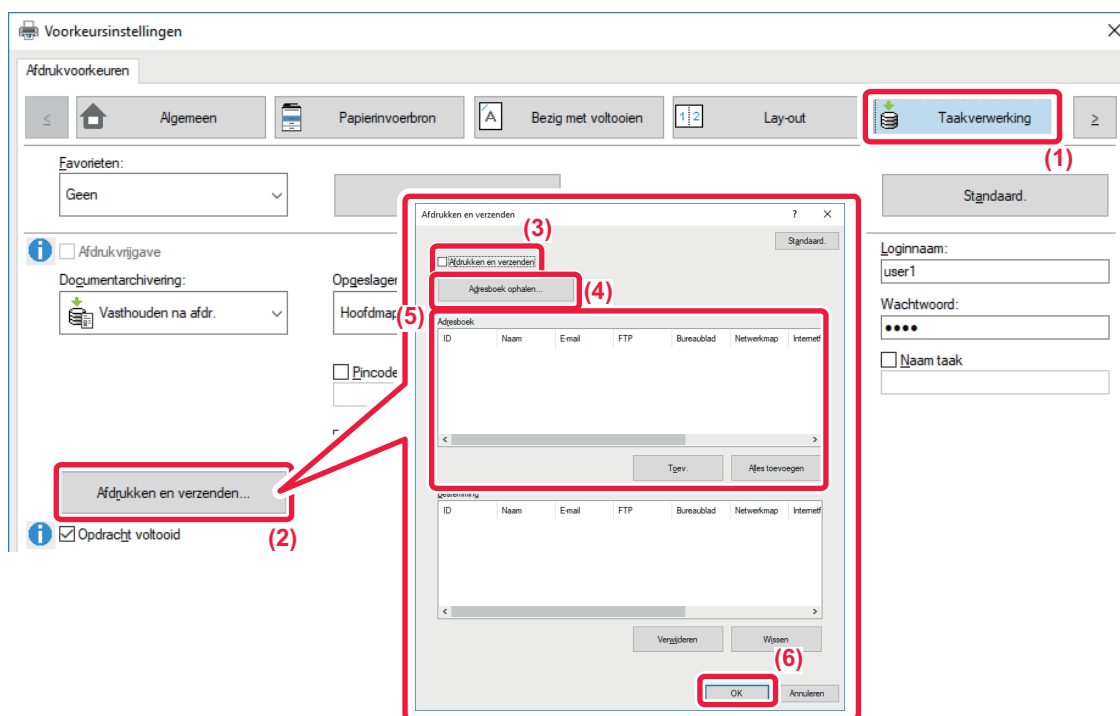 Voorkeursinstellingen
Afdrukvoorkeuren
< Algemeen Papierinvoerbron Bezig met voltooien Lay-out Taakverwerking >
(1)
Favorieten:
Geen
Standaard.
Afdrukvrijgave
Documentarchivering:
Vasthouden na afdr.
Opgeslagen
Hoofdmap
Pincode
Loginnaam:
user1
Wachtwoord:
••••
Naam taak
Afdrukken en verzenden...
(2)
Opdracht voltooid
Afdrukken en verzenden ? ×
(3)
Standaard.
Afdrukken en verzenden
Adresboek ophalen...
(4)
(5)
Adresboek
ID Naam E-mail FTP Bureaublad Netwerkmap Internetf
Toev. Alles toevoegen
Bestemming
ID Naam E-mail FTP Bureaublad Netwerkmap Internetf
Verwijderen Wissen
(6)
OK Annuleren